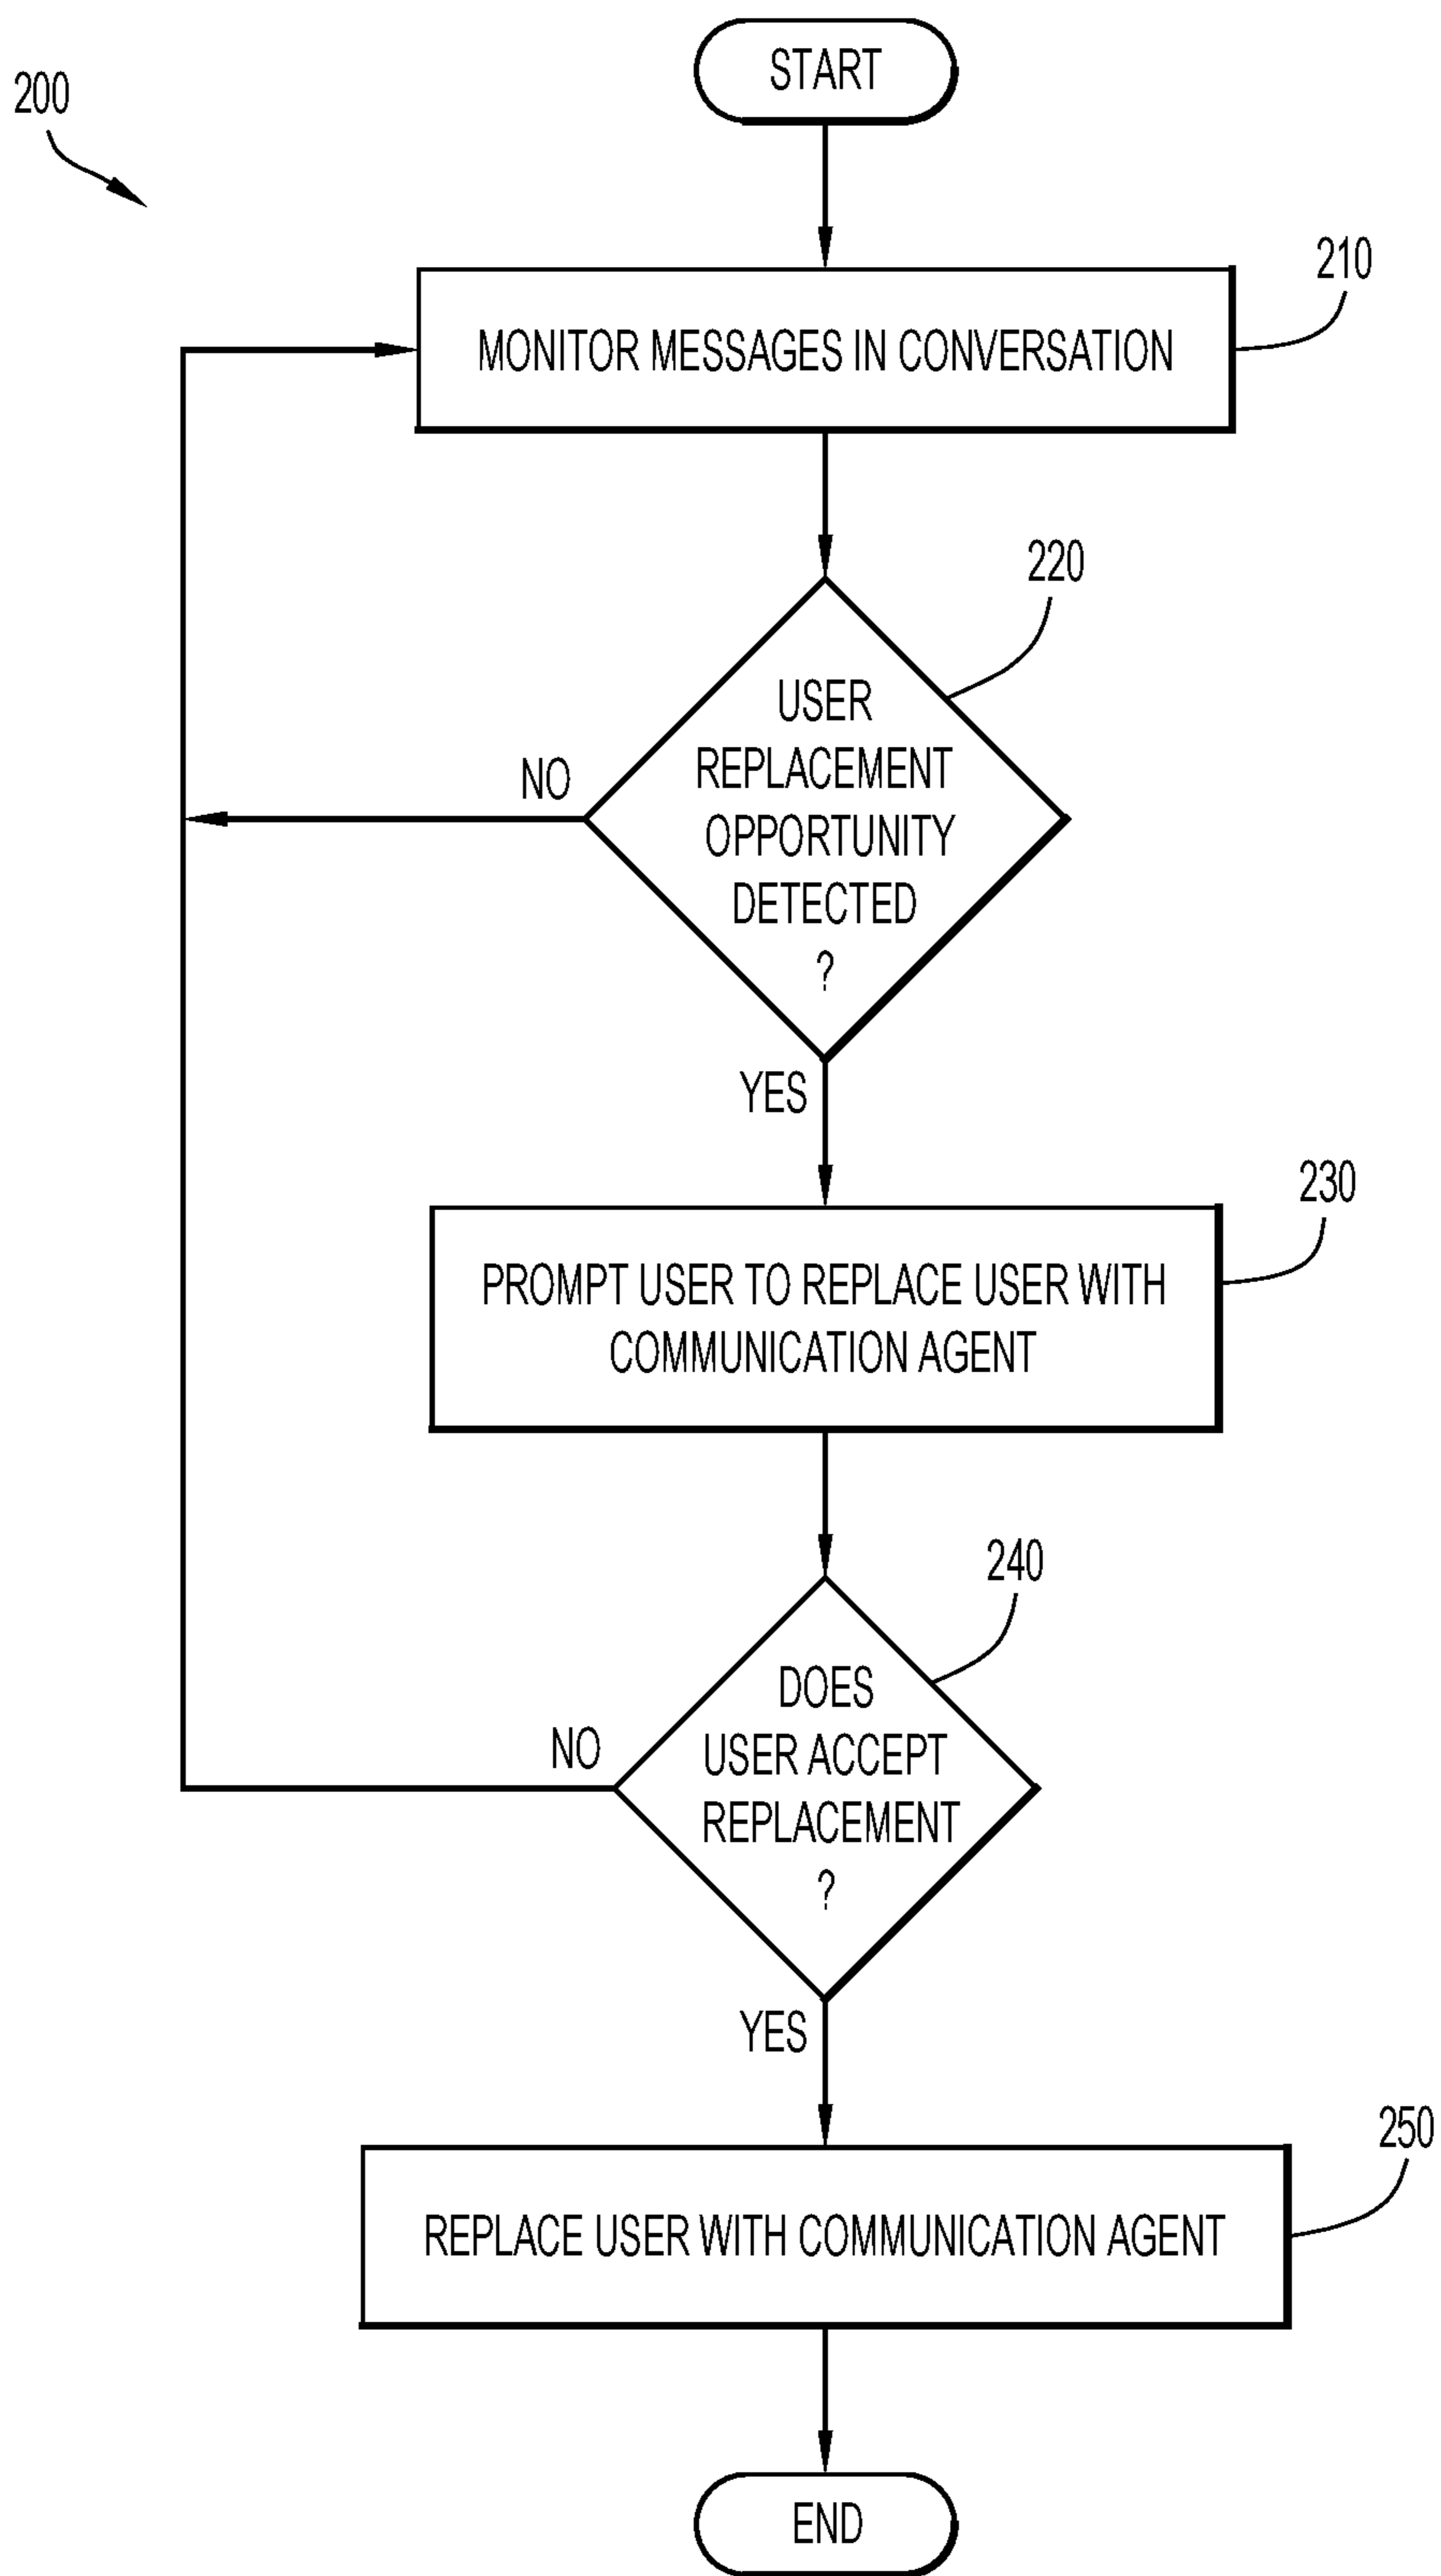 START
200
210
MONITOR MESSAGES IN CONVERSATION
220
USER
REPLACEMENT
OPPORTUNITY
DETECTED
?
NO
YES
230
PROMPT USER TO REPLACE USER WITH
COMMUNICATION AGENT
240
DOES
USER ACCEPT
REPLACEMENT
?
NO
YES
250
REPLACE USER WITH COMMUNICATION AGENT
END